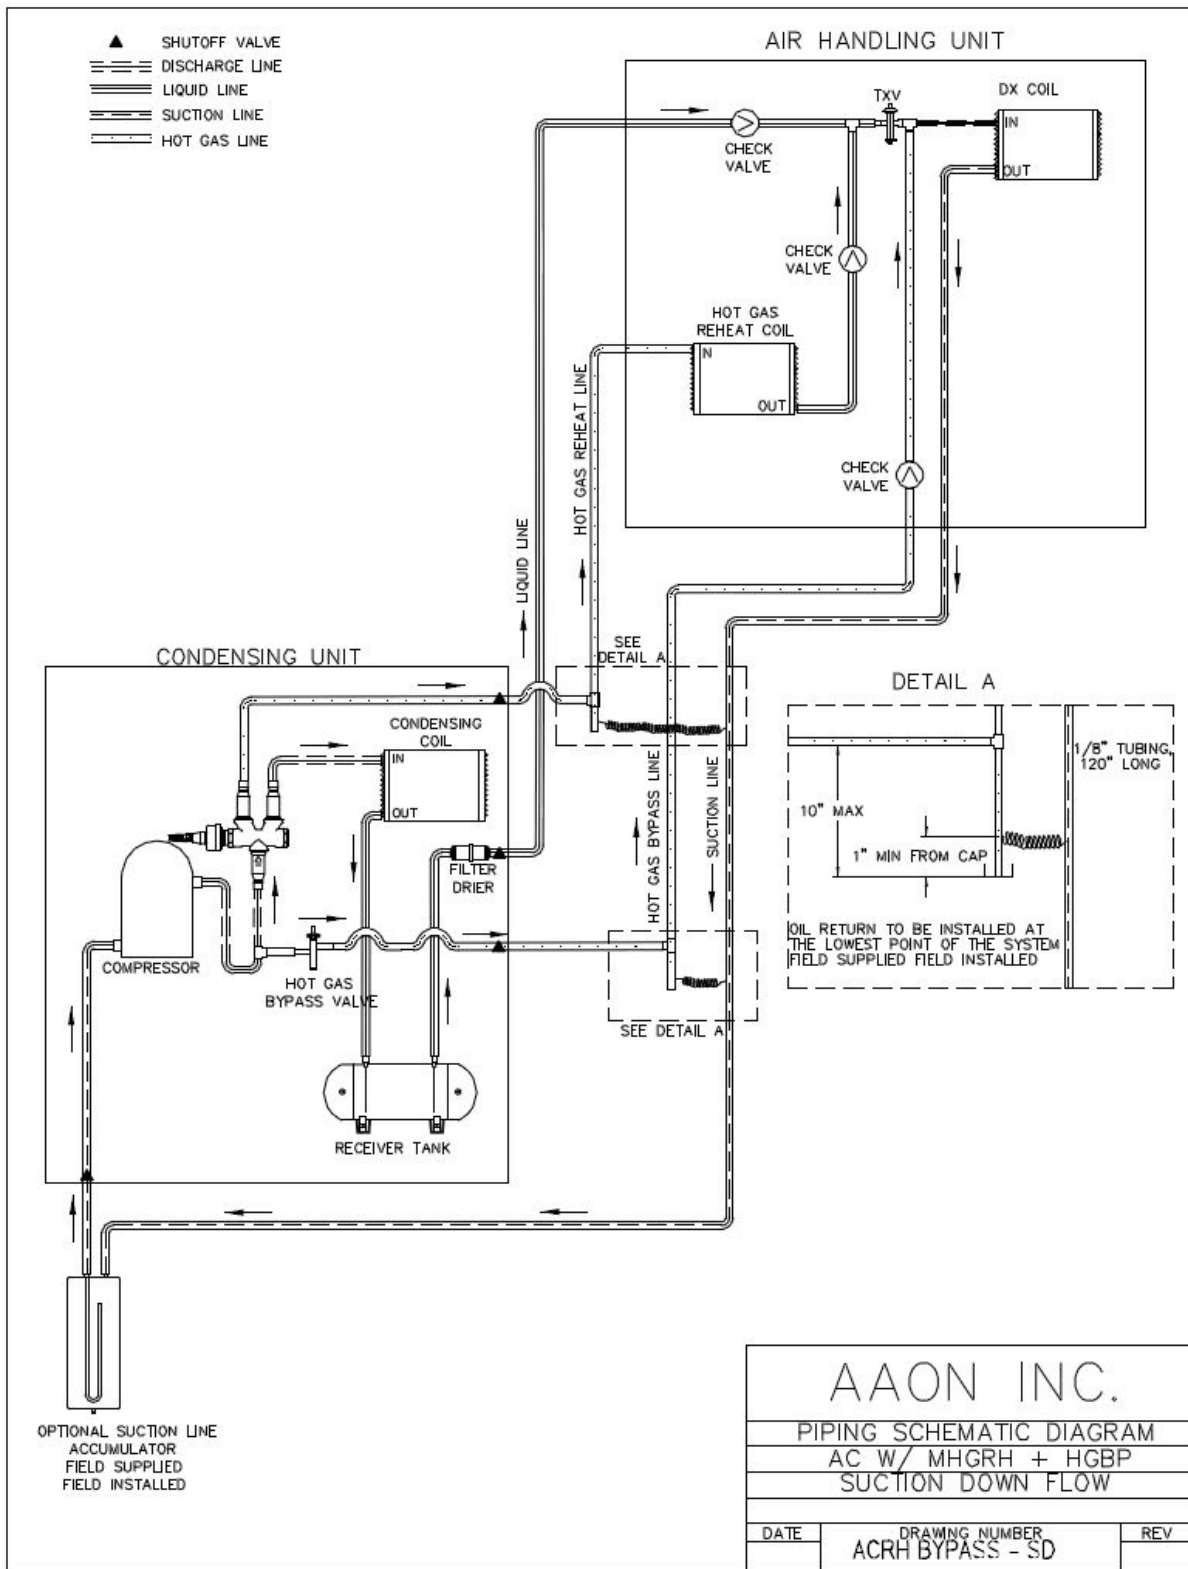 SHUTOFF VALVE
DISCHARGE LINE
LIQUID LINE
SUCTION LINE
HOT GAS LINE
AIR HANDLING UNIT
TXV
DX COIL
IN
OUT
CHECK
VALVE
CHECK
VALVE
HOT GAS
REHEAT COIL
IN
OUT
CHECK
VALVE
HOT GAS REHEAT LINE
LIQUID LINE
SEE
DETAIL A
CONDENSING UNIT
CONDENSING
COIL
IN
OUT
FILTER
DRIER
COMPRESSOR
HOT GAS
BYPASS VALVE
RECEIVER TANK
HOT GAS BYPASS LINE
SUCTION LINE
SEE DETAIL A
DETAIL A
1/8" TUBING,
120" LONG
10" MAX
1" MIN FROM CAP
OIL RETURN TO BE INSTALLED AT
THE LOWEST POINT OF THE SYSTEM
FIELD SUPPLIED FIELD INSTALLED
OPTIONAL SUCTION LINE
ACCUMULATOR
FIELD SUPPLIED
FIELD INSTALLED
AAON INC.
PIPING SCHEMATIC DIAGRAM
AC W/ MHGRH + HGBP
SUCTION DOWN FLOW
DATE
DRAWING NUMBER
REV
ACRH BYPASS - SD